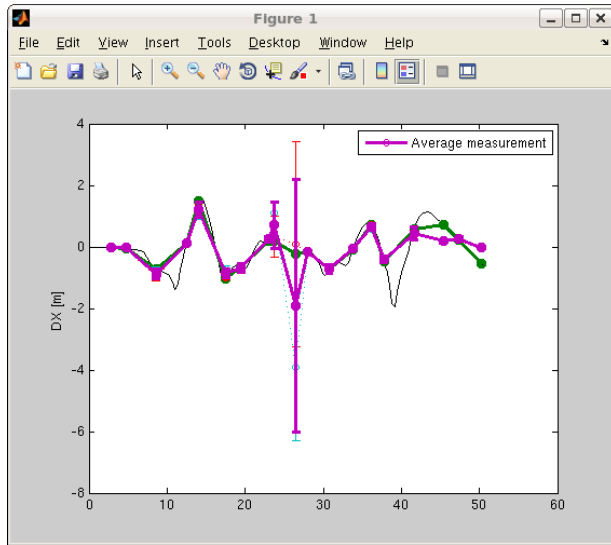 Figure 1
File Edit View Insert Tools Desktop Window Help
4
Average measurement
2
0
DX [m]
-2
-4
-6
-8
0 10 20 30 40 50 60